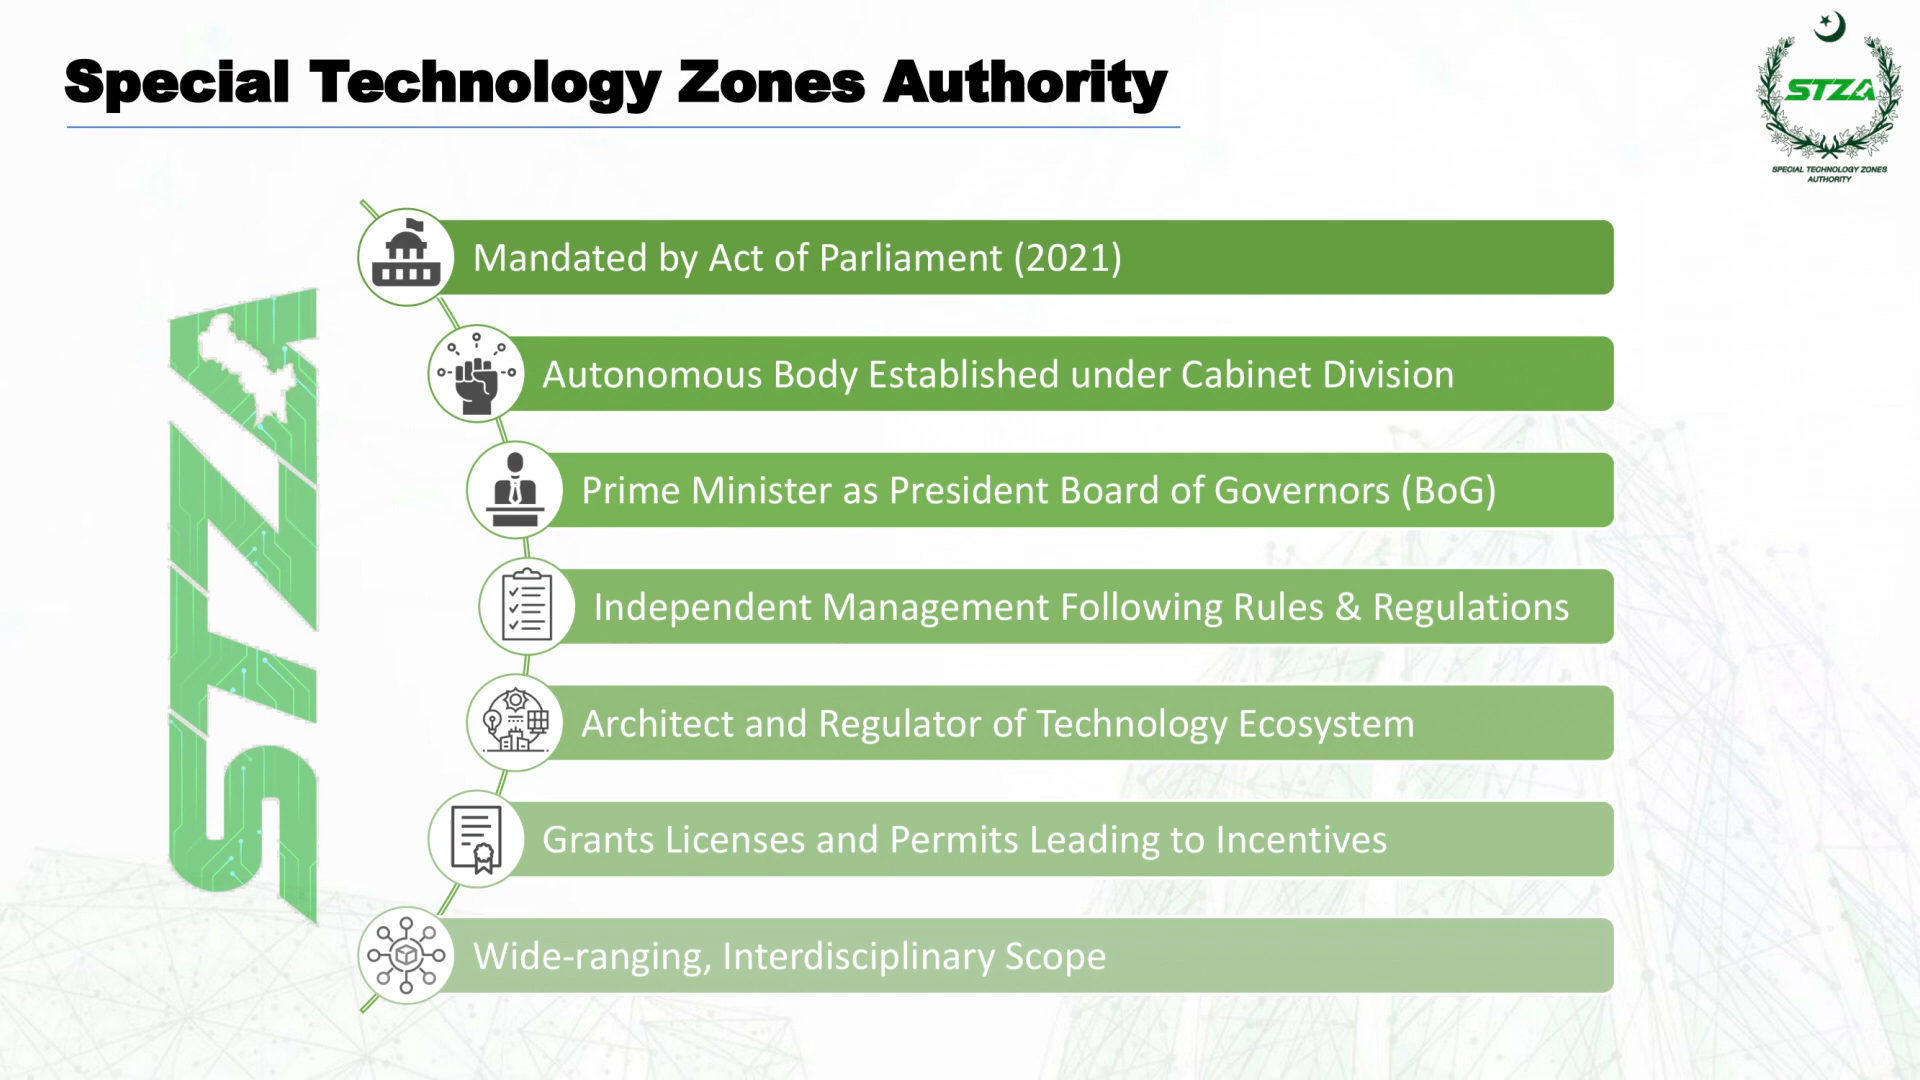 Special Technology Zones Authority
STZA
SPECIAL TECHNOLOGY ZONES
AUTHORITY
STZA
Mandated by Act of Parliament (2021)
Autonomous Body Established under Cabinet Division
Prime Minister as President Board of Governors (BoG)
Independent Management Following Rules & Regulations
Architect and Regulator of Technology Ecosystem
Grants Licenses and Permits Leading to Incentives
Wide-ranging, Interdisciplinary Scope